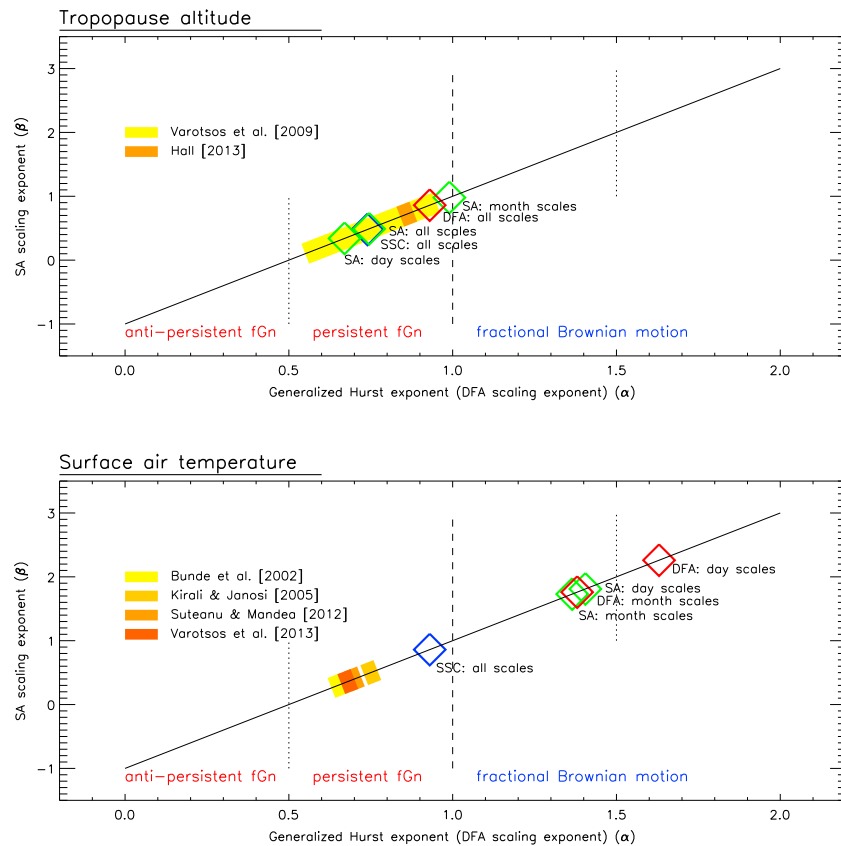 Tropopause altitude
3
2
1
0
-1
SA scaling exponent (β)
Varotsos et al. [2009]
Hall [2013]
SA: month scales
DFA: all scales
SA: all scales
SSC: all scales
SA: day scales
anti-persistent fGn
persistent fGn
fractional Brownian motion
0.0 0.5 1.0 1.5 2.0
Generalized Hurst exponent (DFA scaling exponent) (α)
Surface air temperature
3
2
1
0
-1
SA scaling exponent (β)
Bunde et al. [2002]
Kirali & Janosi [2005]
Suteanu & Mandea [2012]
Varotsos et al. [2013]
DFA: day scales
SA: day scales
DFA: month scales
SA: month scales
SSC: all scales
anti-persistent fGn
persistent fGn
fractional Brownian motion
0.0 0.5 1.0 1.5 2.0
Generalized Hurst exponent (DFA scaling exponent) (α)